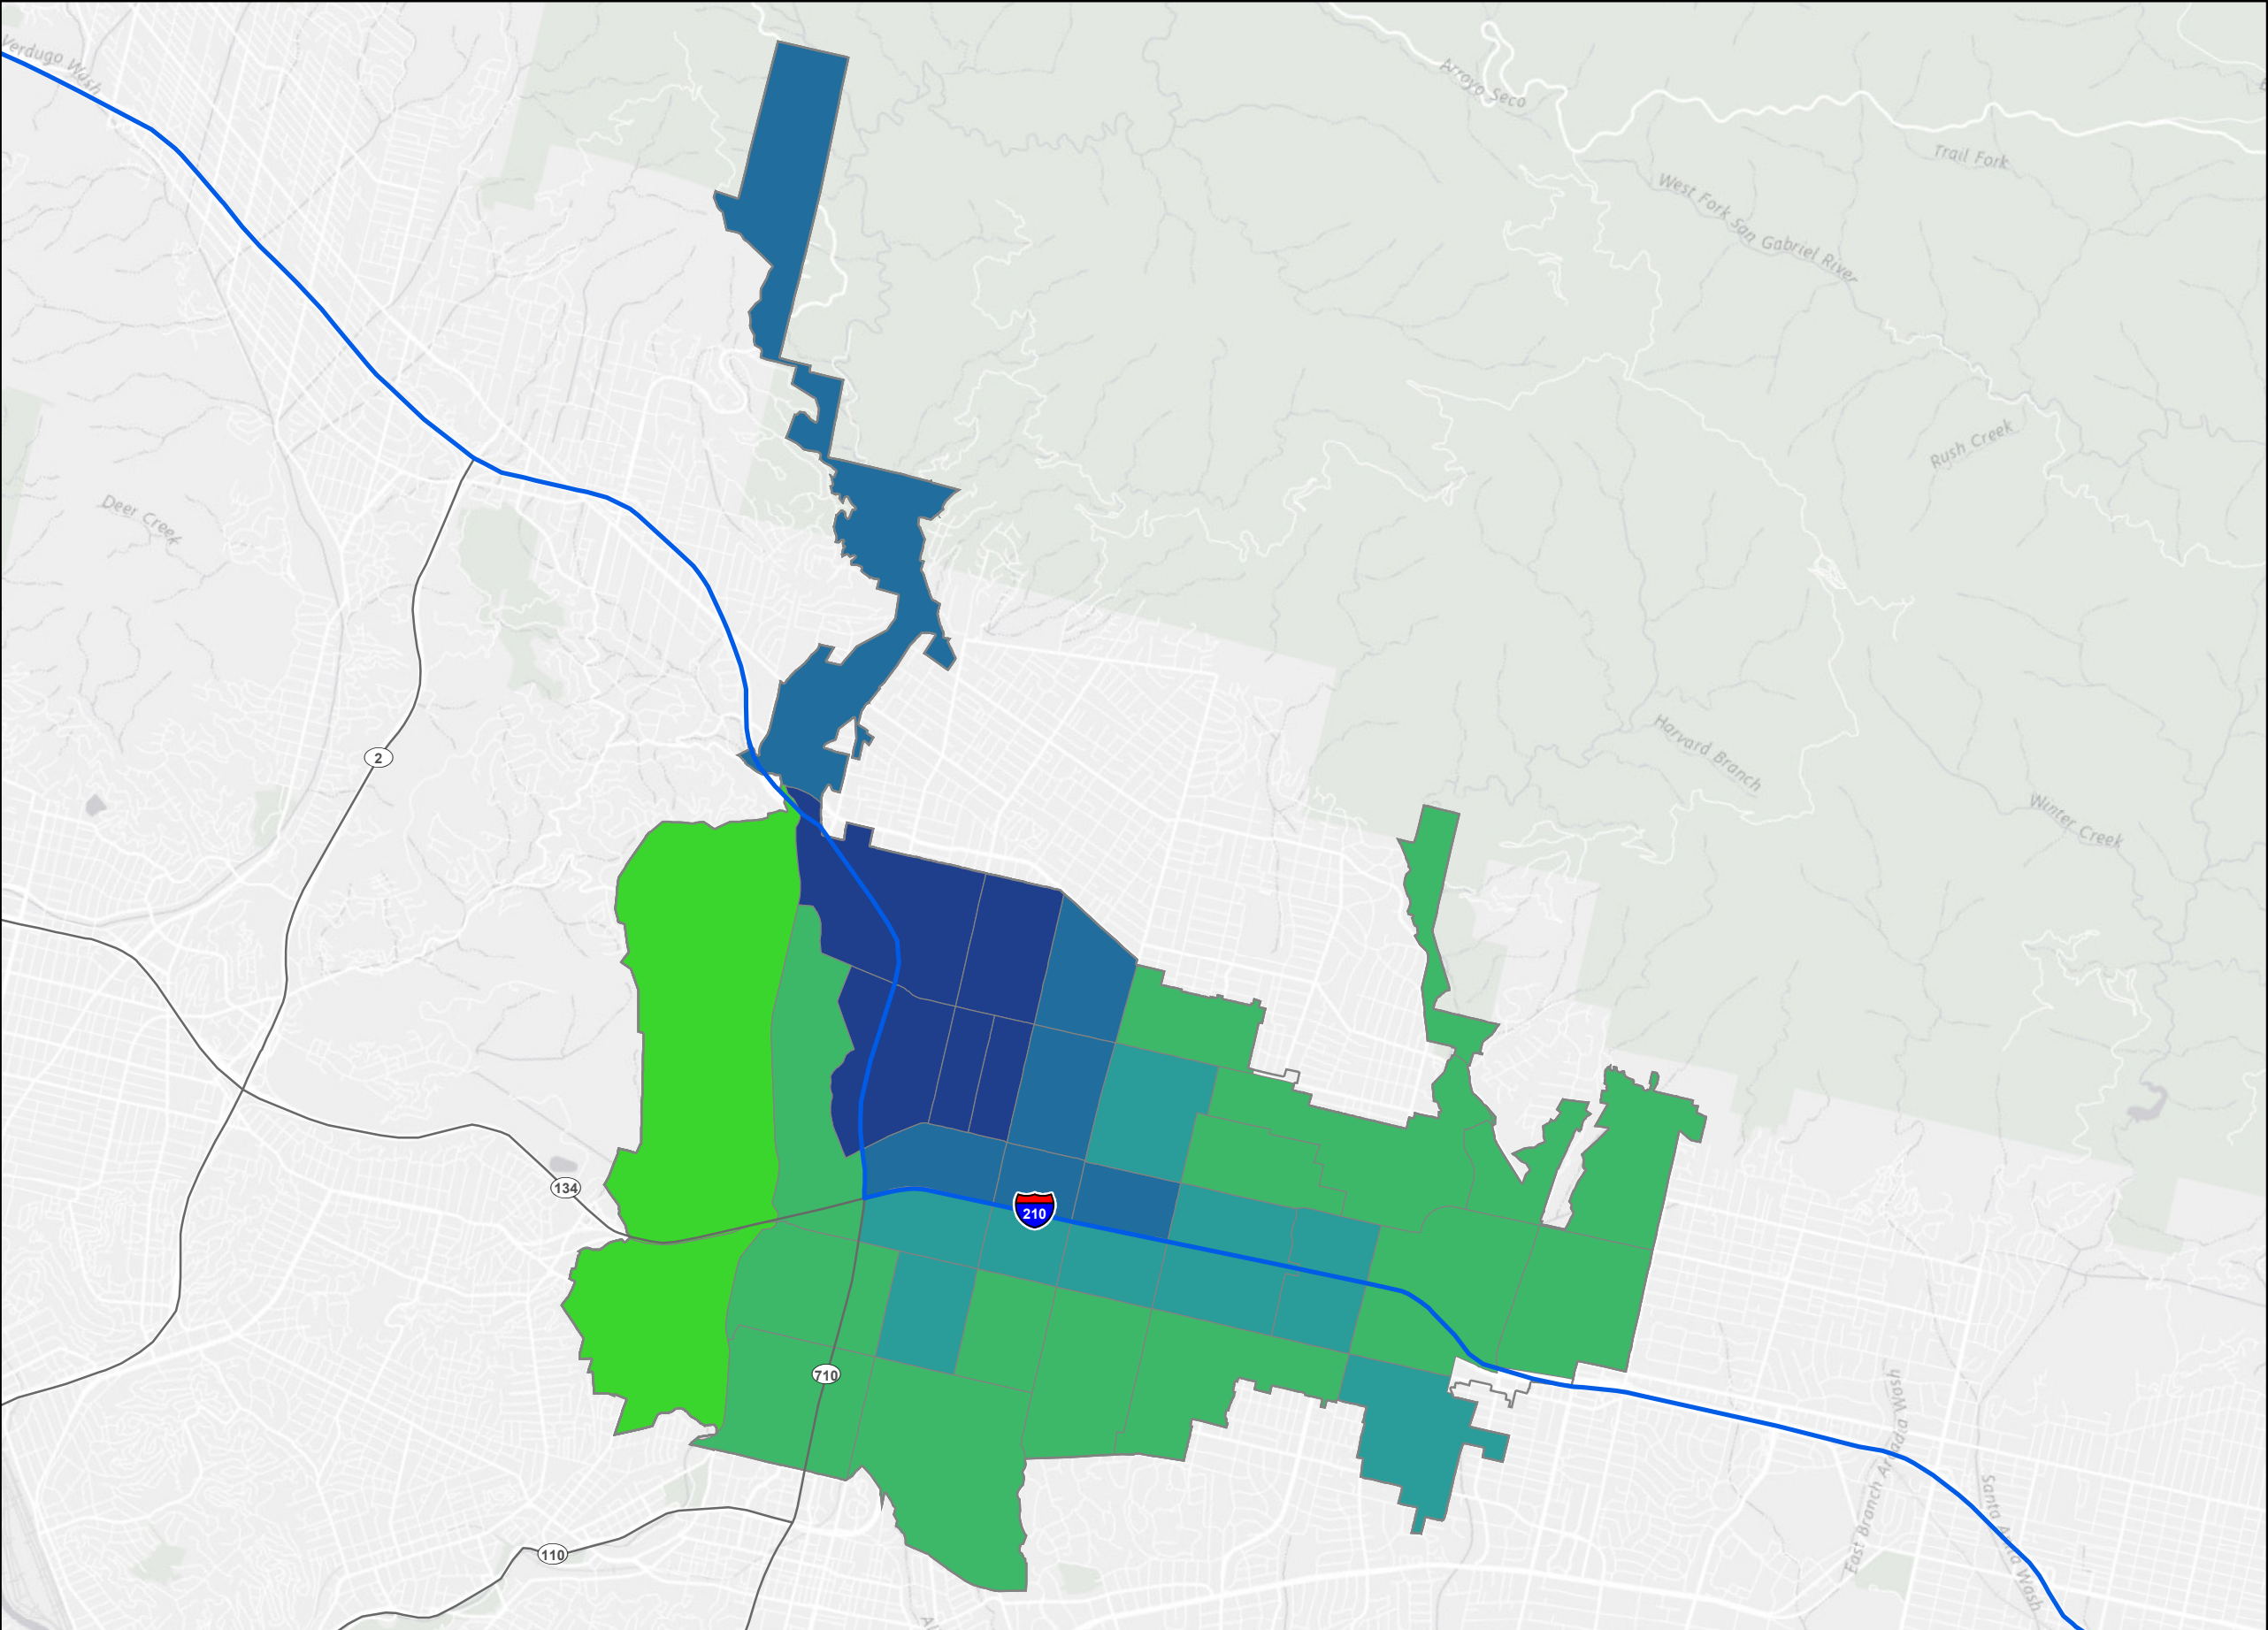 Verdugo Wash
Arroyo Seco
Trail Fork
West Fork San Gabriel River
Rush Creek
Deer Creek
Harvard Branch
Winter Creek
2
134
210
710
110
East Branch Arcadia Wash
Santa Anita Wash